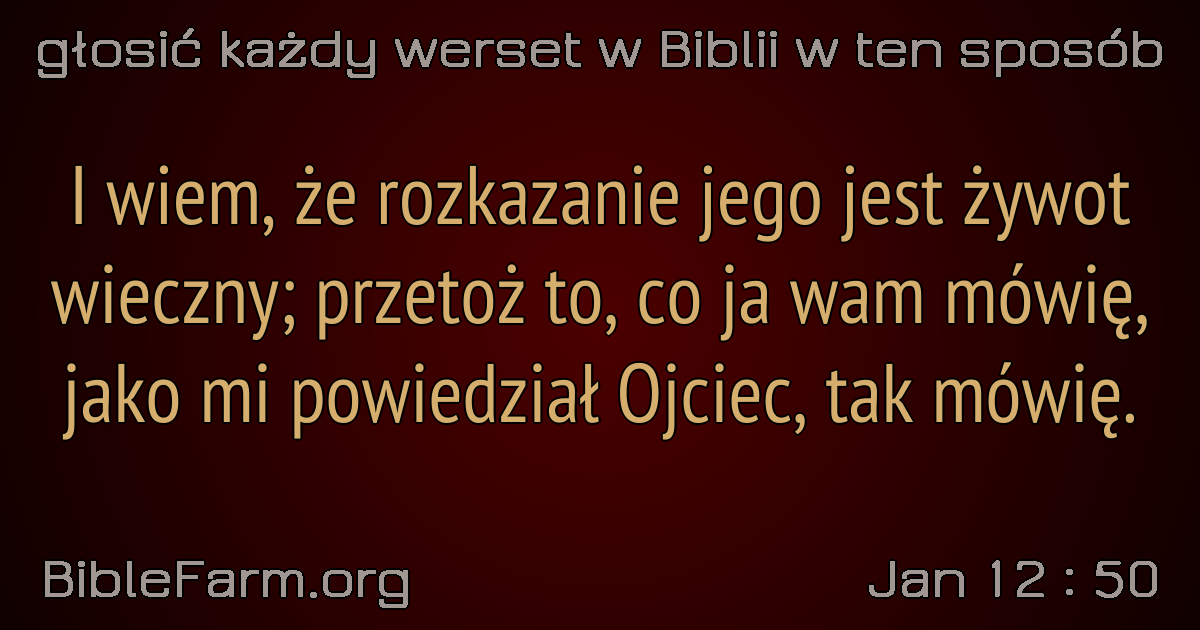 głosić każdy werset w Biblii w ten sposób
I wiem, że rozkazanie jego jest żywot
wieczny; przetoż to, co ja wam mówię,
jako mi powiedział Ojciec, tak mówię.
BibleFarm.org
Jan 12 : 50